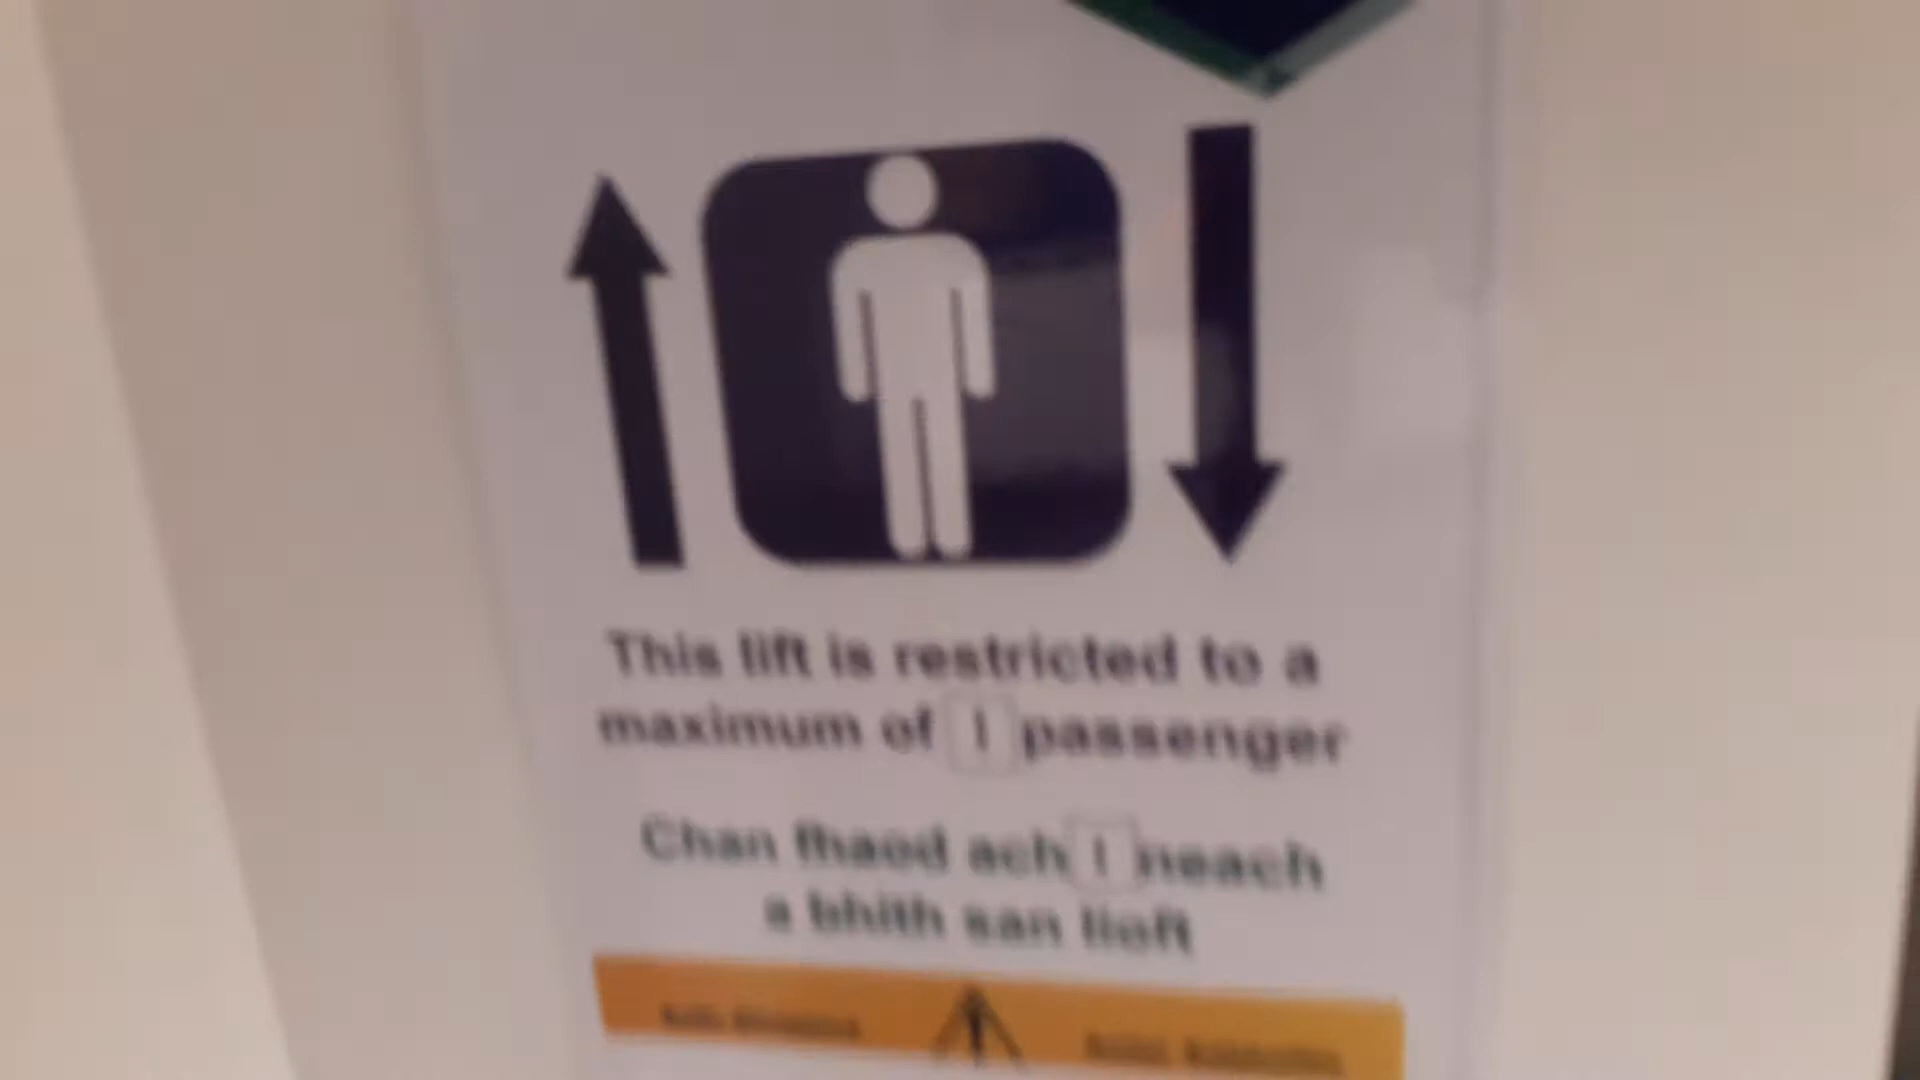 This lift is restricted to a
maximum of 1 passenger
Chan fhaod ach 1 neach
a bhith san lioft